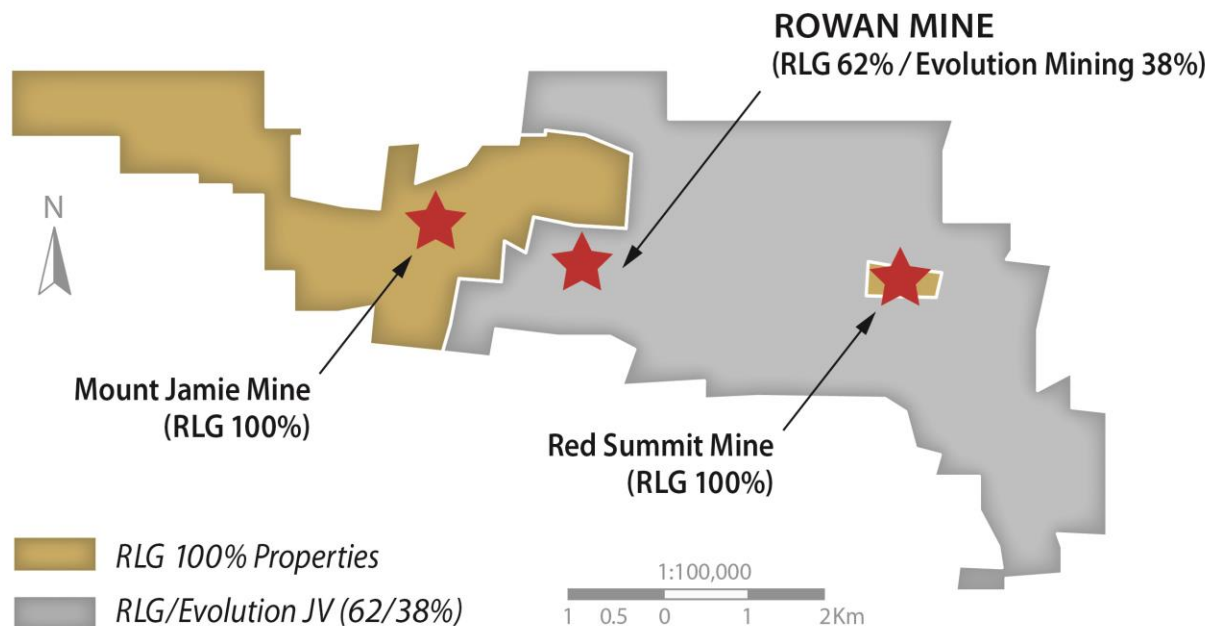 ROWAN MINE
(RLG 62% / Evolution Mining 38%)
N
Mount Jamie Mine
(RLG 100%)
Red Summit Mine
(RLG 100%)
RLG 100% Properties
RLG/Evolution JV (62/38%)
1:100,000
1 0.5 0 1 2Km